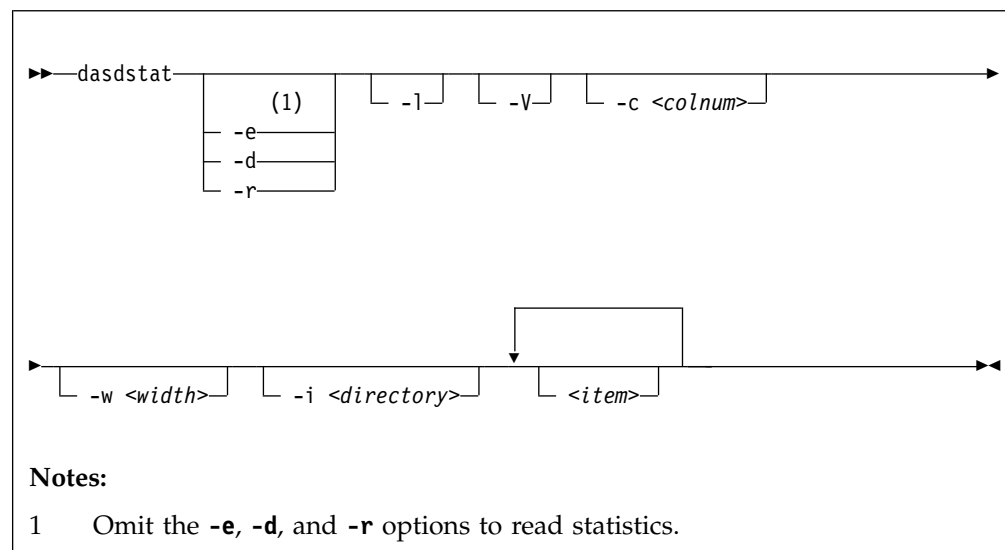 dasdstat
(1)
-e
-d
-r
-l
-V
-c <colnum>
-w <width>
-i <directory>
<item>
Notes:
1 Omit the -e, -d, and -r options to read statistics.